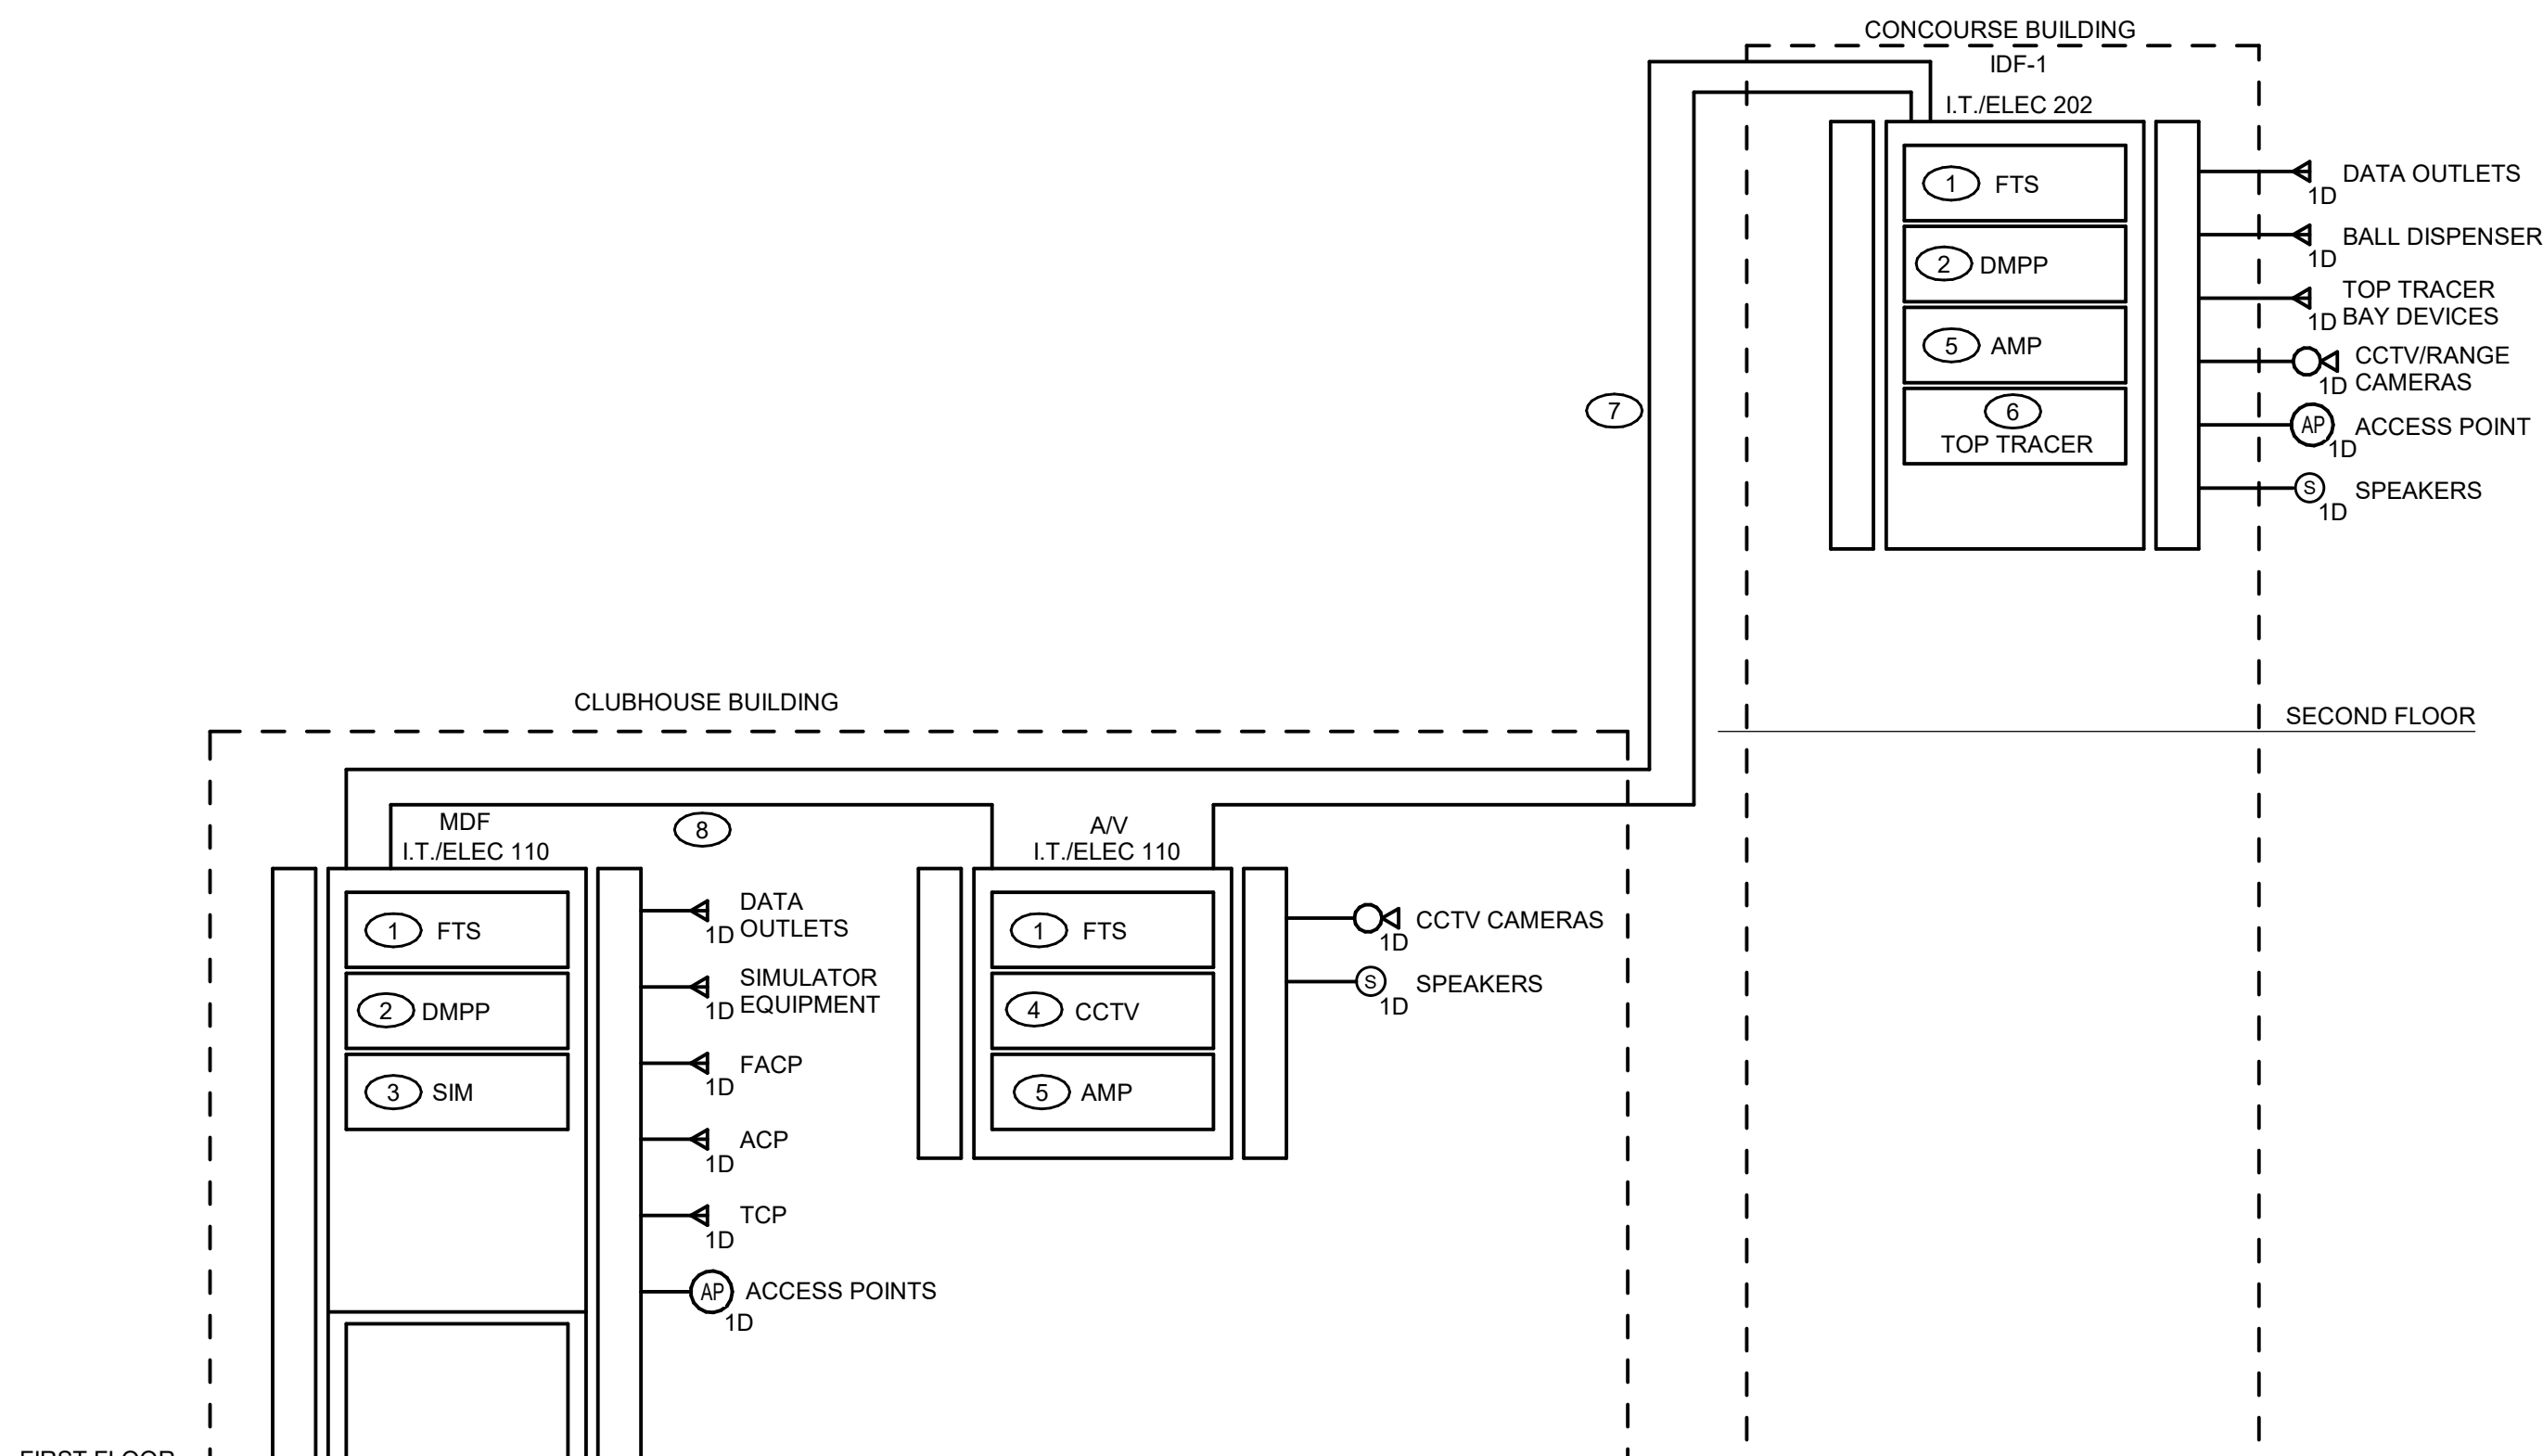 CONCOURSE BUILDING
IDF-1
I.T./ELEC 202
1 FTS
2 DMPP
5 AMP
6
TOP TRACER
DATA OUTLETS
1D
BALL DISPENSER
1D
TOP TRACER
BAY DEVICES
1D
CCTV/RANGE
CAMERAS
1D
AP ACCESS POINT
1D
S SPEAKERS
1D
7
SECOND FLOOR
CLUBHOUSE BUILDING
8
MDF
I.T./ELEC 110
1 FTS
2 DMPP
3 SIM
DATA
OUTLETS
1D
SIMULATOR
EQUIPMENT
1D
FACP
1D
ACP
1D
TCP
1D
AP ACCESS POINTS
1D
A/V
I.T./ELEC 110
1 FTS
4 CCTV
5 AMP
CCTV CAMERAS
1D
S SPEAKERS
1D
FIRST FLOOR